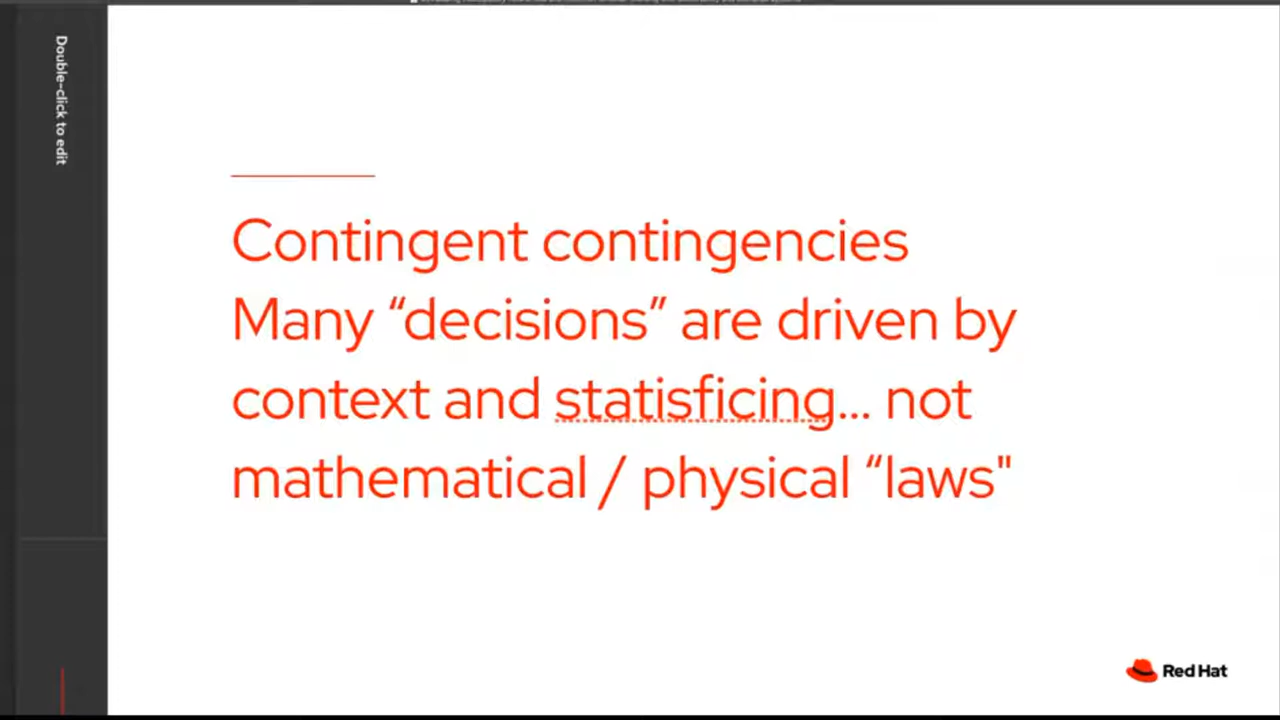 Double-click to edit
Contingent contingencies
Many “decisions” are driven by
context and statisficing... not
mathematical / physical “laws"
Red Hat